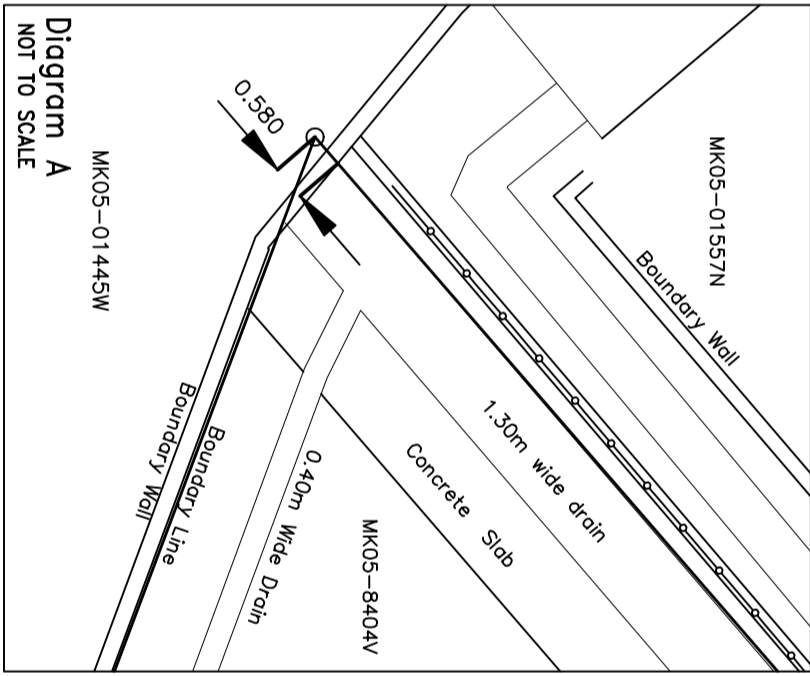 Diagram A
NOT TO SCALE
MK05-01445W
0.580
MK05-01557N
Boundary Wall
1.30m wide drain
Concrete Slab
MK05-8404V
0.40m Wide Drain
Boundary Line
Boundary Wall